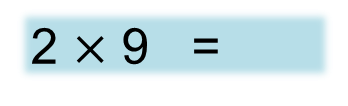 2 × 9 =